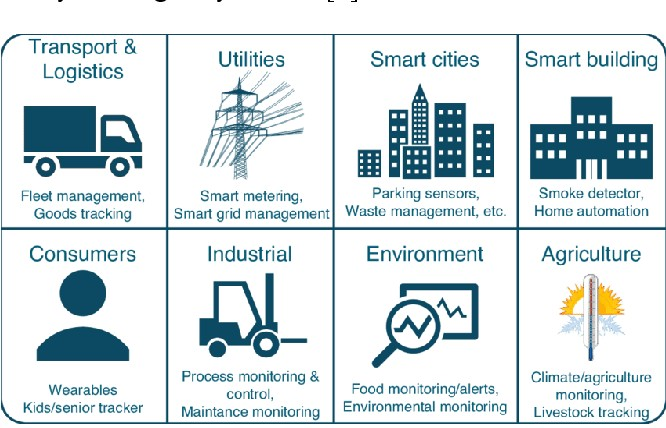 Transport &
Logistics
Fleet management,
Goods tracking
Utilities
Smart metering,
Smart grid management
Smart cities
Parking sensors,
Waste management, etc.
Smart building
Smoke detector,
Home automation
Consumers
Wearables
Kids/senior tracker
Industrial
Process monitoring &
control,
Maintance monitoring
Environment
Food monitoring/alerts,
Environmental monitoring
Agriculture
Climate/agriculture
monitoring,
Livestock tracking